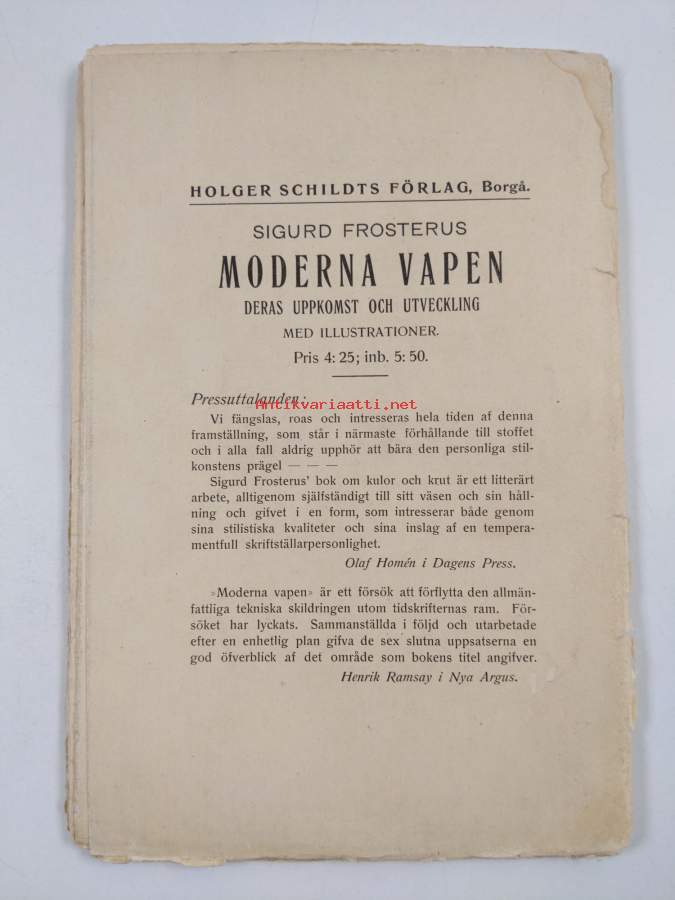 HOLGER SCHILDTS FÖRLAG, Borgå.
SIGURD FROSTERUS
MODERNA VAPEN
DERAS UPPKOMST OCH UTVECKLING
MED ILLUSTRATIONER.
Pris 4: 25; inb. 5: 50.
Pressuttalanden:
Antikvariaatti.net
Vi fängslas, roas och intresseras hela tiden af denna
framställning, som står i närmaste förhållande till stoffet
och i alla fall aldrig upphör att bära den personliga stil-
konstens prägel — — —
Sigurd Frosterus' bok om kulor och krut är ett litterärt
arbete, alltigenom själfständigt till sitt väsen och sin håll-
ning och gifvet i en form, som intresserar både genom
sina stilistiska kvaliteter och sina inslag af en tempera-
mentfull skriftställarpersonlighet.
Olaf Homén i Dagens Press.
»Moderna vapen» är ett försök att förflytta den allmän-
fattliga tekniska skildringen utom tidskrifternas ram. För-
söket har lyckats. Sammanställda i följd och utarbetade
efter en enhetlig plan gifva de sex slutna uppsatserna en
god öfverblick af det område som bokens titel angifver.
Henrik Ramsay i Nya Argus.